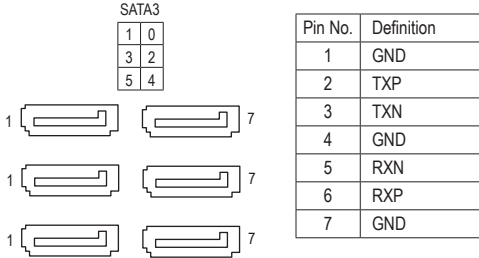 SATA3
1 0
3 2
5 4
1 7
1 7
1 7
Pin No. Definition
1 GND
2 TXP
3 TXN
4 GND
5 RXN
6 RXP
7 GND